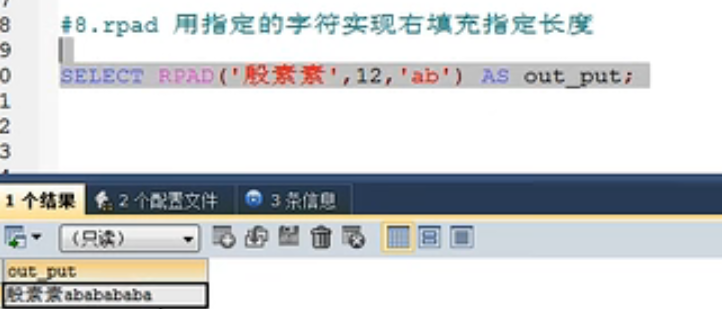 8 #8.rpad 用指定的字符实现右填充指定长度
9
0 SELECT RPAD('殷素素',12,'ab') AS out_put;
1
2
3
1 个结果 2 个配置文件 3 条信息
(只读)
out_put
殷素素ababababa